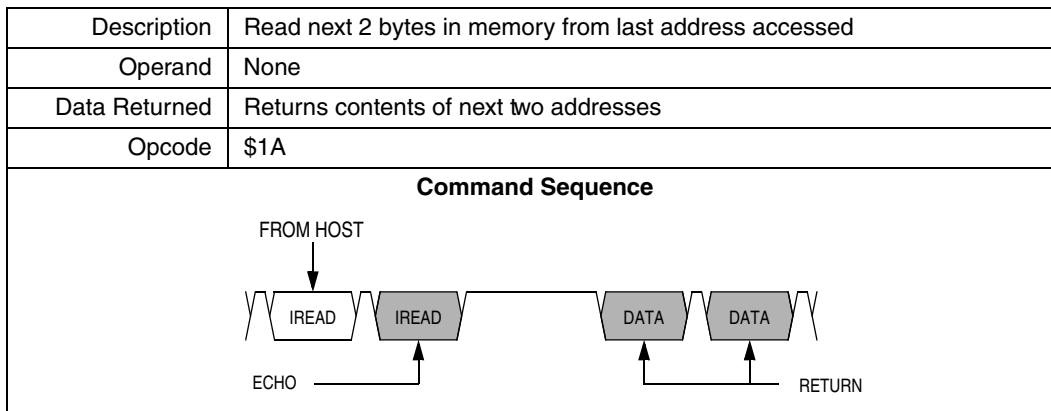 Description Read next 2 bytes in memory from last address accessed
Operand None
Data Returned Returns contents of next two addresses
Opcode $1A
Command Sequence
FROM HOST
IREAD IREAD DATA DATA
ECHO RETURN